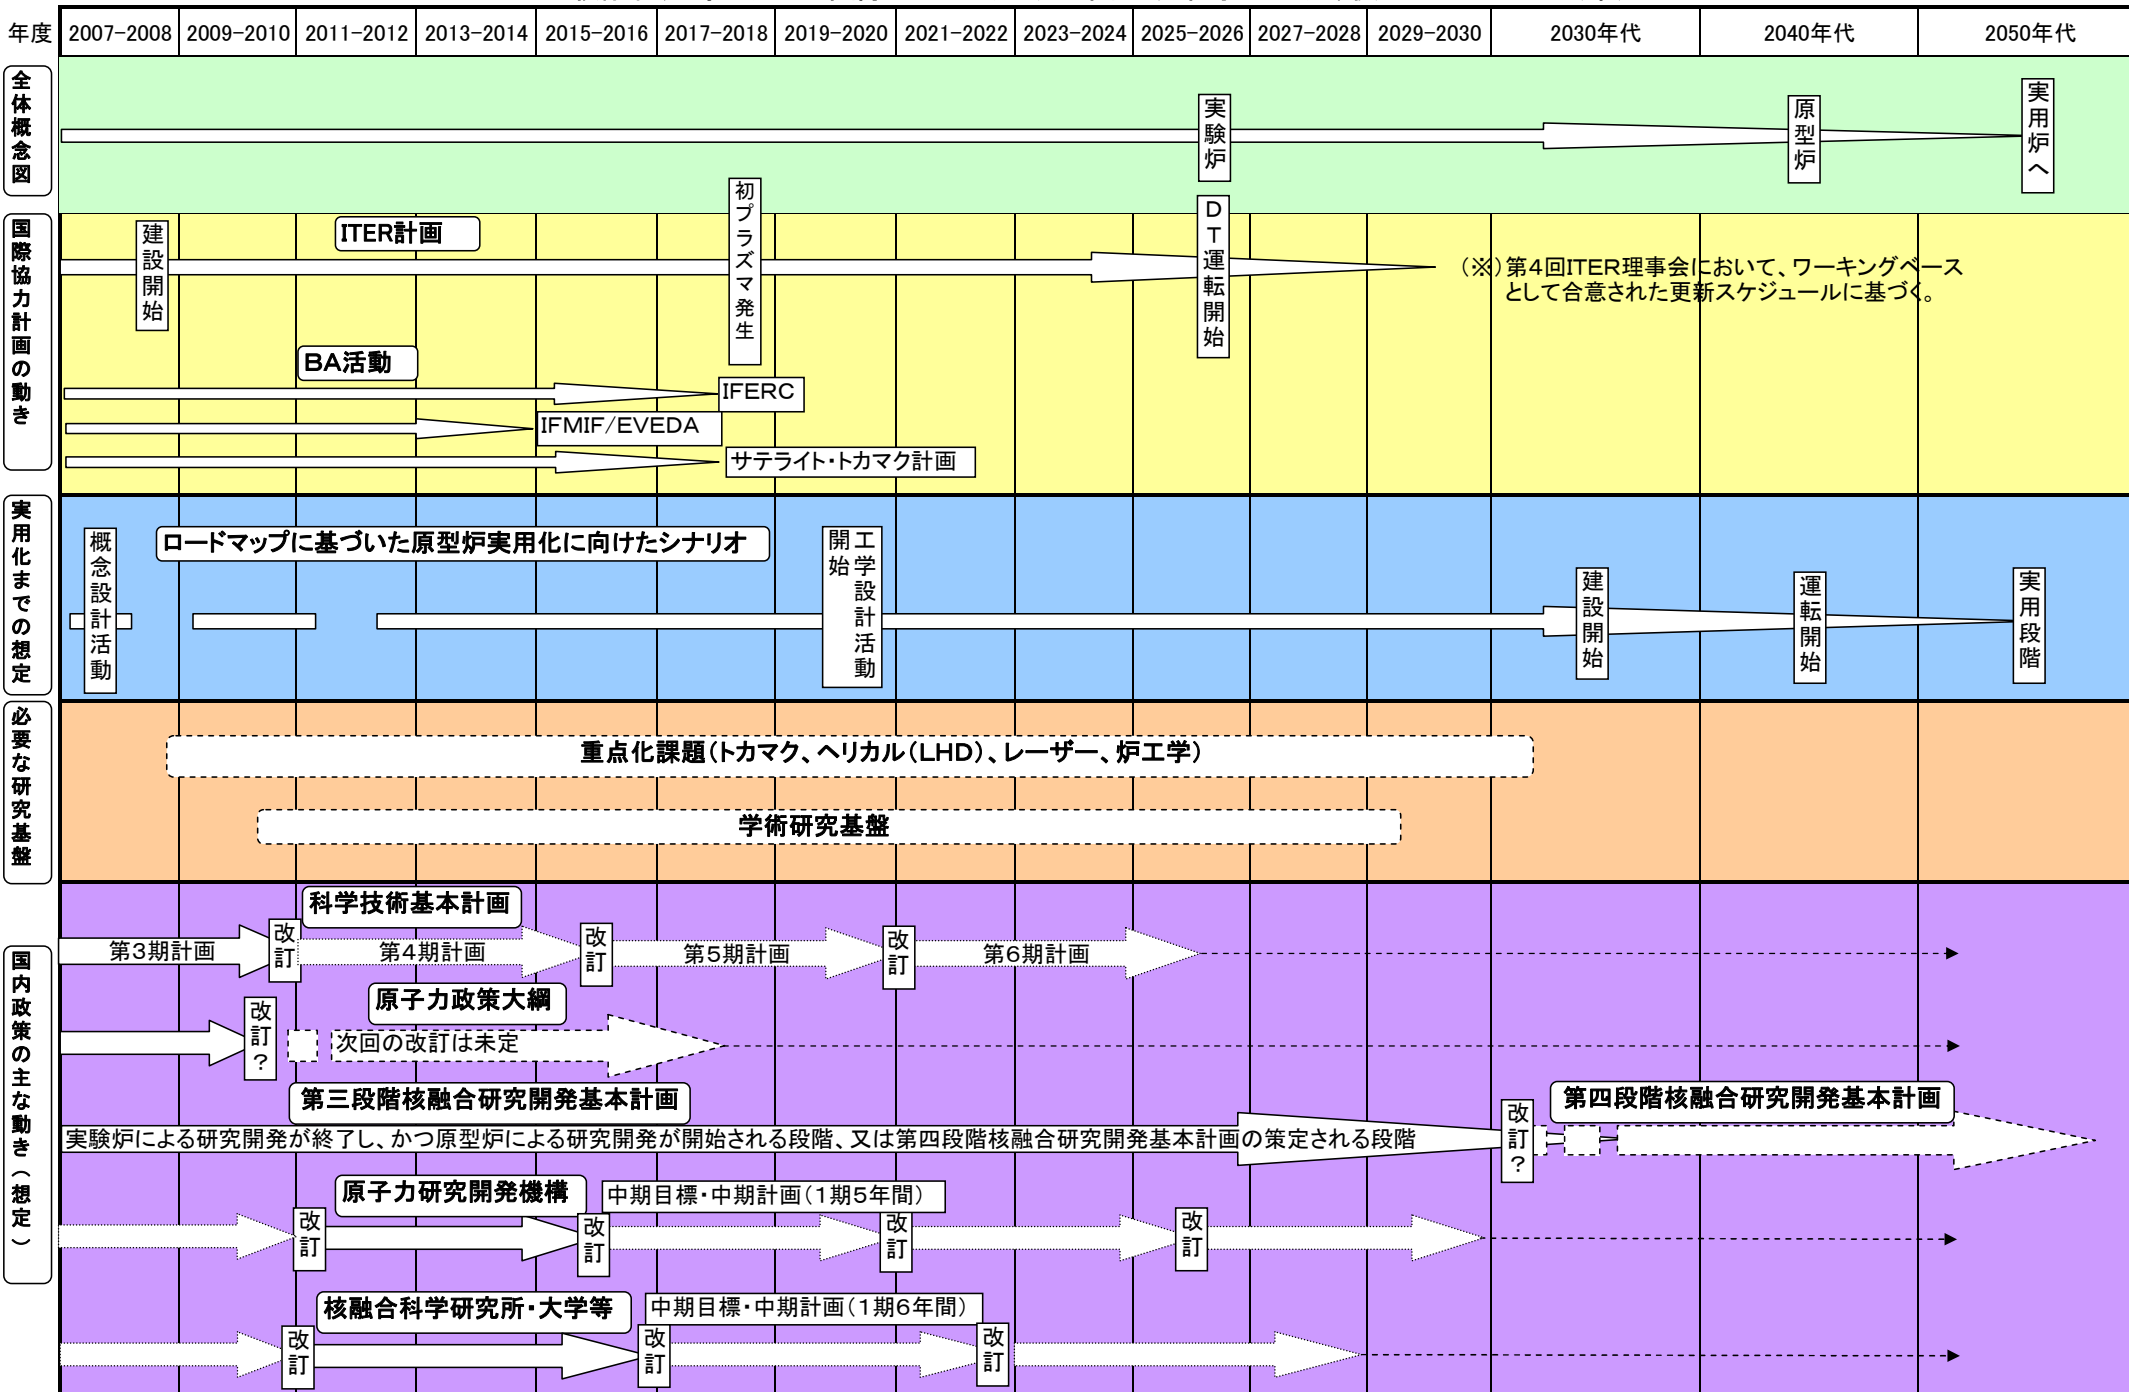 年度
2007-2008
2009-2010
2011-2012
2013-2014
2015-2016
2017-2018
2019-2020
2021-2022
2023-2024
2025-2026
2027-2028
2029-2030
2030年代
2040年代
2050年代
全体概念図
実験炉
原型炉
実用炉へ
国際協力計画の動き
建設開始
ITER計画
初プラズマ発生
DT運転開始
(※)第4回ITER理事会において、ワーキングベース
として合意された更新スケジュールに基づく。
BA活動
IFERC
IFMIF/EVEDA
サテライト・トカマク計画
実用化までの想定
概念設計活動
ロードマップに基づいた原型炉実用化に向けたシナリオ
工学設計活動
開始
建設開始
運転開始
実用段階
必要な研究基盤
重点化課題(トカマク、ヘリカル(LHD)、レーザー、炉工学)
学術研究基盤
国内政策の主な動き(想定)
科学技術基本計画
第3期計画
改訂
第4期計画
改訂
第5期計画
改訂
第6期計画
原子力政策大綱
改訂?
次回の改訂は未定
第三段階核融合研究開発基本計画
第四段階核融合研究開発基本計画
実験炉による研究開発が終了し、かつ原型炉による研究開発が開始される段階、又は第四段階核融合研究開発基本計画の策定される段階
改訂?
原子力研究開発機構
中期目標・中期計画(1期5年間)
改訂
改訂
改訂
改訂
核融合科学研究所・大学等
中期目標・中期計画(1期6年間)
改訂
改訂
改訂